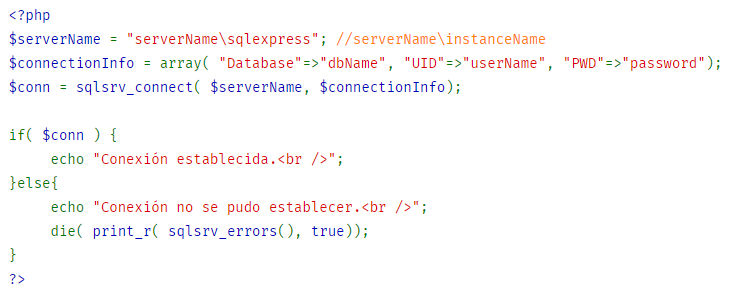 <?php
$serverName = "serverName\sqlexpress"; //serverName\instanceName
$connectionInfo = array( "Database"=>"dbName", "UID"=>"userName", "PWD"=>"password");
$conn = sqlsrv_connect( $serverName, $connectionInfo);

if( $conn ) {
     echo "Conexión establecida.<br />";
}else{
     echo "Conexión no se pudo establecer.<br />";
     die( print_r( sqlsrv_errors(), true));
}
?>